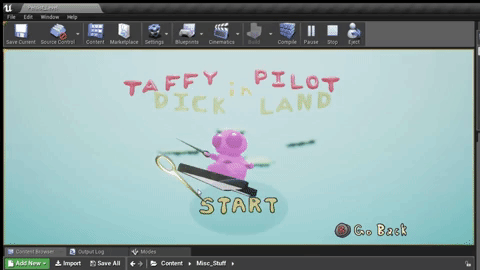 File Edit Window Help
Save Current Source Control Content Marketplace Settings Blueprints Cinematics Build Compile Pause Stop Eject
TAFFY in PILOT
DICK LAND
START
Go Back
Content Browser Output Log Modes
Add New Import Save All Content Misc_Stuff